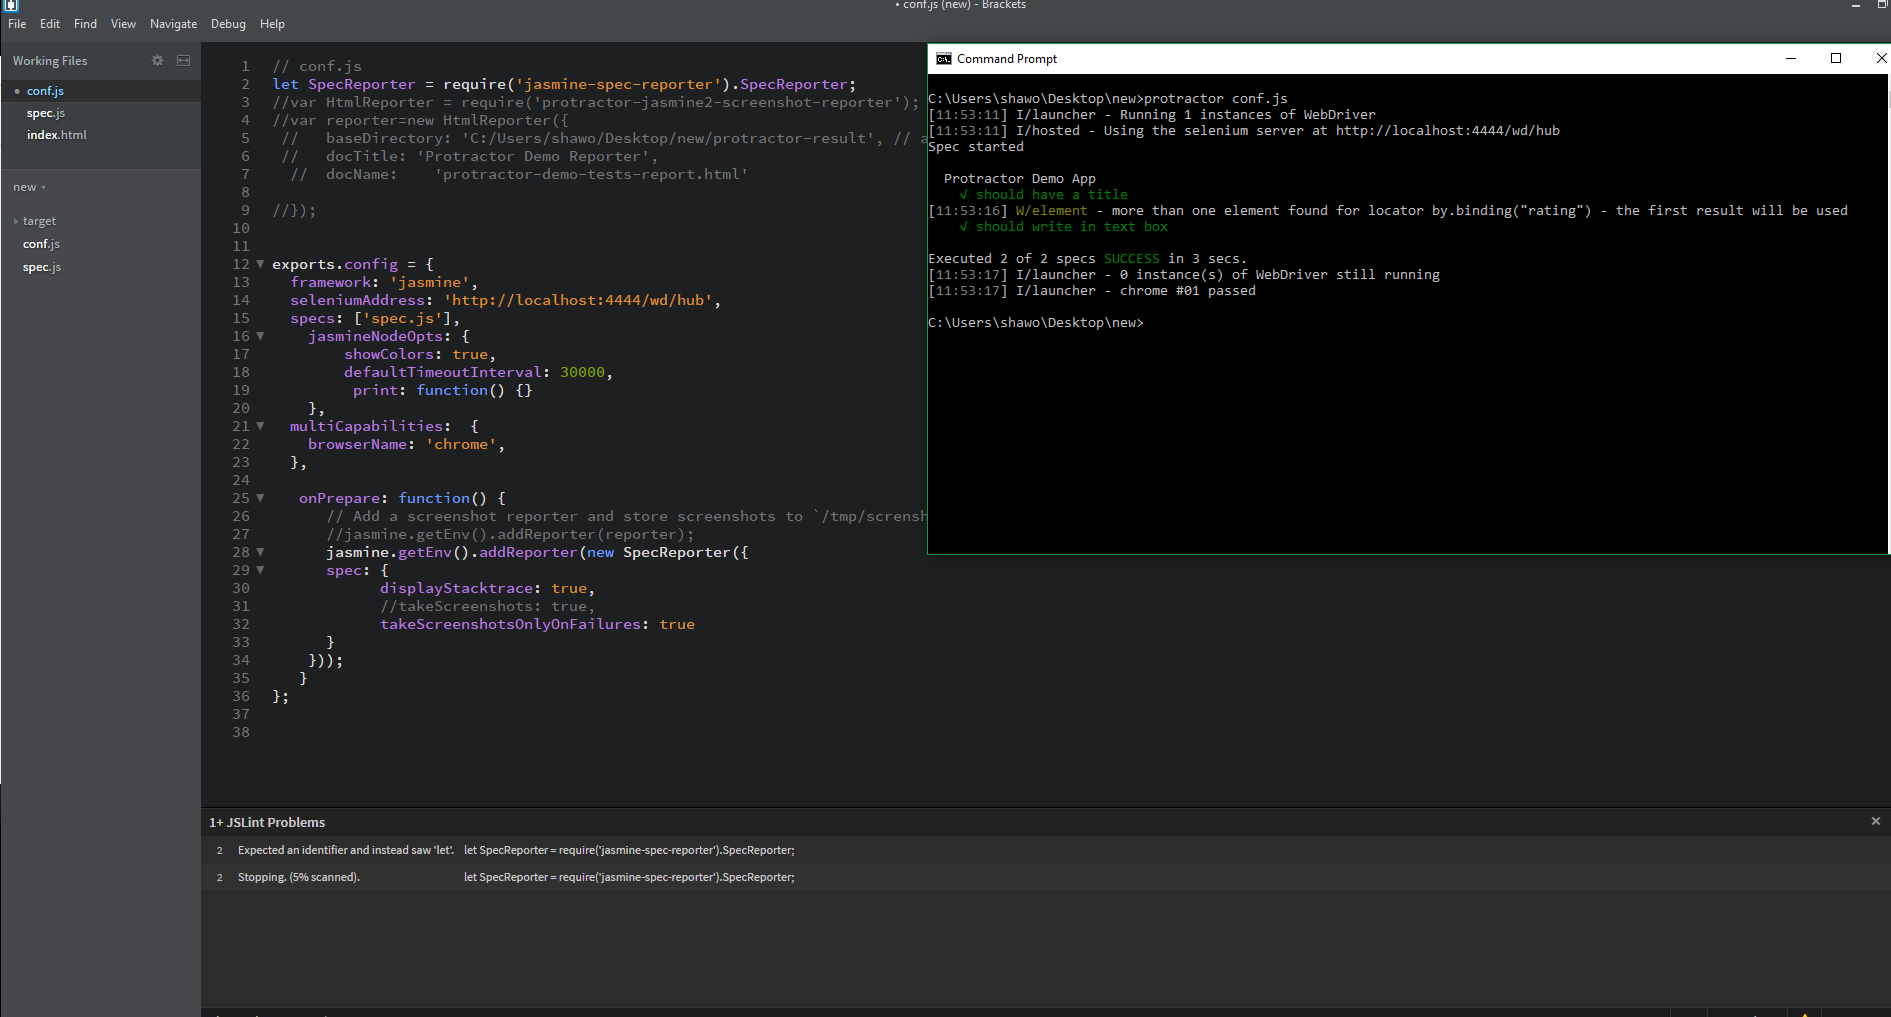 • conf.js (new) - Brackets
File Edit Find View Navigate Debug Help
Working Files
• conf.js
spec.js
index.html
new
target
conf.js
spec.js
1 // conf.js
2 let SpecReporter = require('jasmine-spec-reporter').SpecReporter;
3 //var HtmlReporter = require('protractor-jasmine2-screenshot-reporter');
4 //var reporter=new HtmlReporter({
5 //   baseDirectory: 'C:/Users/shawo/Desktop/new/protractor-result', // a
6 //   docTitle: 'Protractor Demo Reporter',
7 //  docName:    'protractor-demo-tests-report.html'
8
9 //});
10
11
12 exports.config = {
13 framework: 'jasmine',
14 seleniumAddress: 'http://localhost:4444/wd/hub',
15 specs: ['spec.js'],
16 jasmineNodeOpts: {
17 showColors: true,
18 defaultTimeoutInterval: 30000,
19 print: function() {}
20 },
21 multiCapabilities:  {
22 browserName: 'chrome',
23 },
24
25 onPrepare: function() {
26 // Add a screenshot reporter and store screenshots to `/tmp/scrensh
27 //jasmine.getEnv().addReporter(reporter);
28 jasmine.getEnv().addReporter(new SpecReporter({
29 spec: {
30 displayStacktrace: true,
31 //takeScreenshots: true,
32 takeScreenshotsOnlyOnFailures: true
33 }
34 }));
35 }
36 };
37
38
Command Prompt
C:\Users\shawo\Desktop\new>protractor conf.js
[11:53:11] I/launcher - Running 1 instances of WebDriver
[11:53:11] I/hosted - Using the selenium server at http://localhost:4444/wd/hub
Spec started
Protractor Demo App
√ should have a title
[11:53:16] W/element - more than one element found for locator by.binding("rating") - the first result will be used
√ should write in text box
Executed 2 of 2 specs SUCCESS in 3 secs.
[11:53:17] I/launcher - 0 instance(s) of WebDriver still running
[11:53:17] I/launcher - chrome #01 passed
C:\Users\shawo\Desktop\new>
1+ JSLint Problems
2 Expected an identifier and instead saw 'let'. let SpecReporter = require('jasmine-spec-reporter').SpecReporter;
2 Stopping. (5% scanned). let SpecReporter = require('jasmine-spec-reporter').SpecReporter;